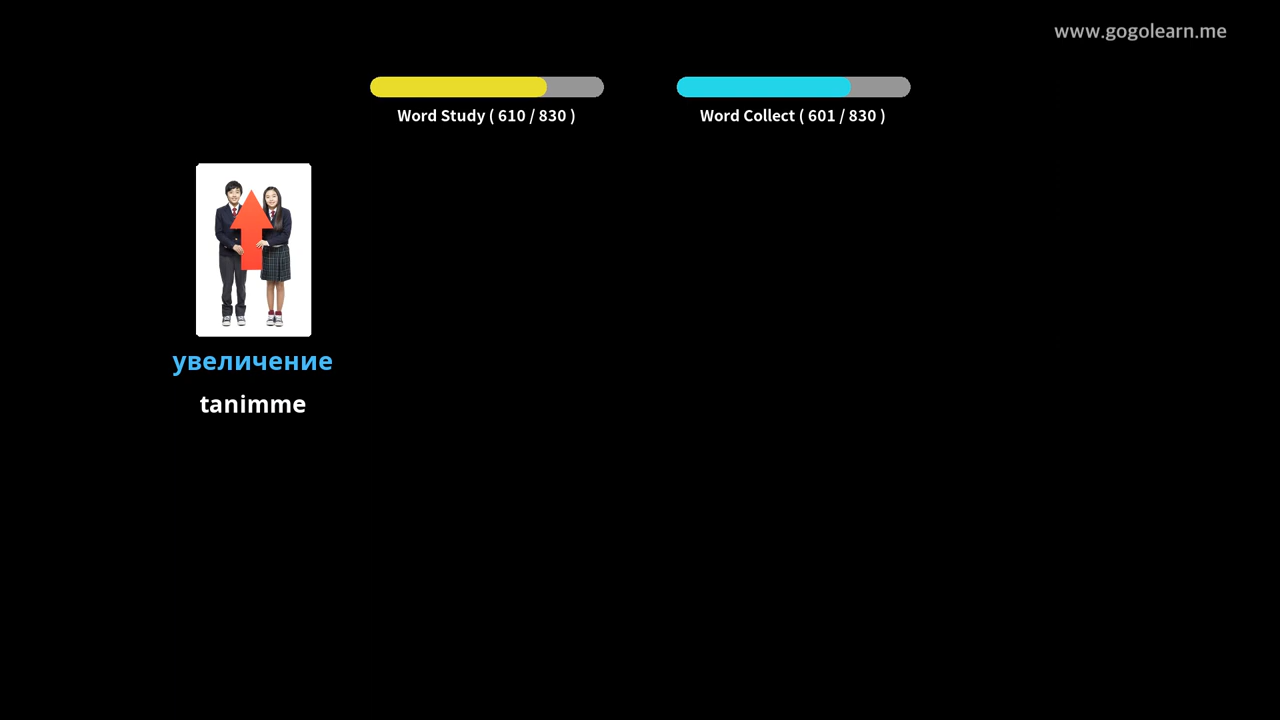 www.gogolearn.me
Word Study ( 610 / 830 )
Word Collect ( 601 / 830 )
увеличение
tanimme